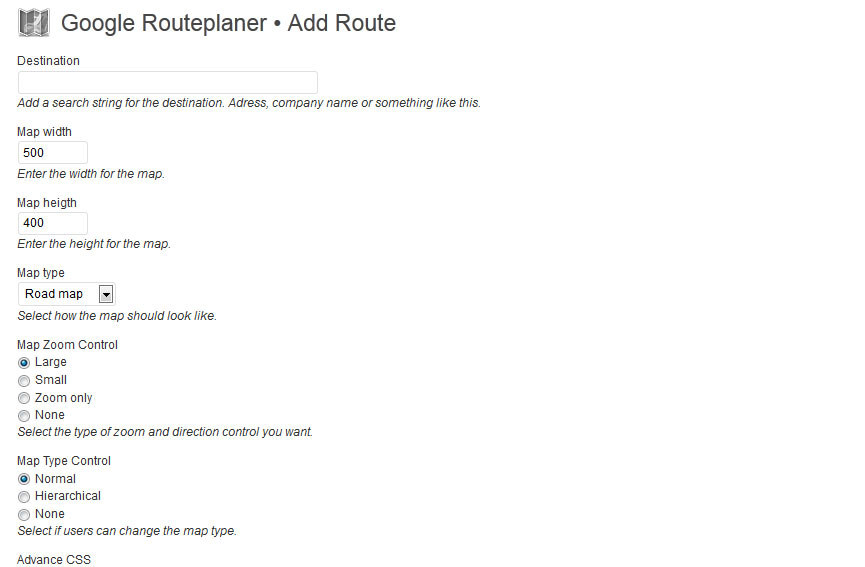 Google Routeplaner • Add Route
Destination
Add a search string for the destination. Adress, company name or something like this.
Map width
500
Enter the width for the map.
Map heigth
400
Enter the height for the map.
Map type
Road map
Select how the map should look like.
Map Zoom Control
Large
Small
Zoom only
None
Select the type of zoom and direction control you want.
Map Type Control
Normal
Hierarchical
None
Select if users can change the map type.
Advance CSS